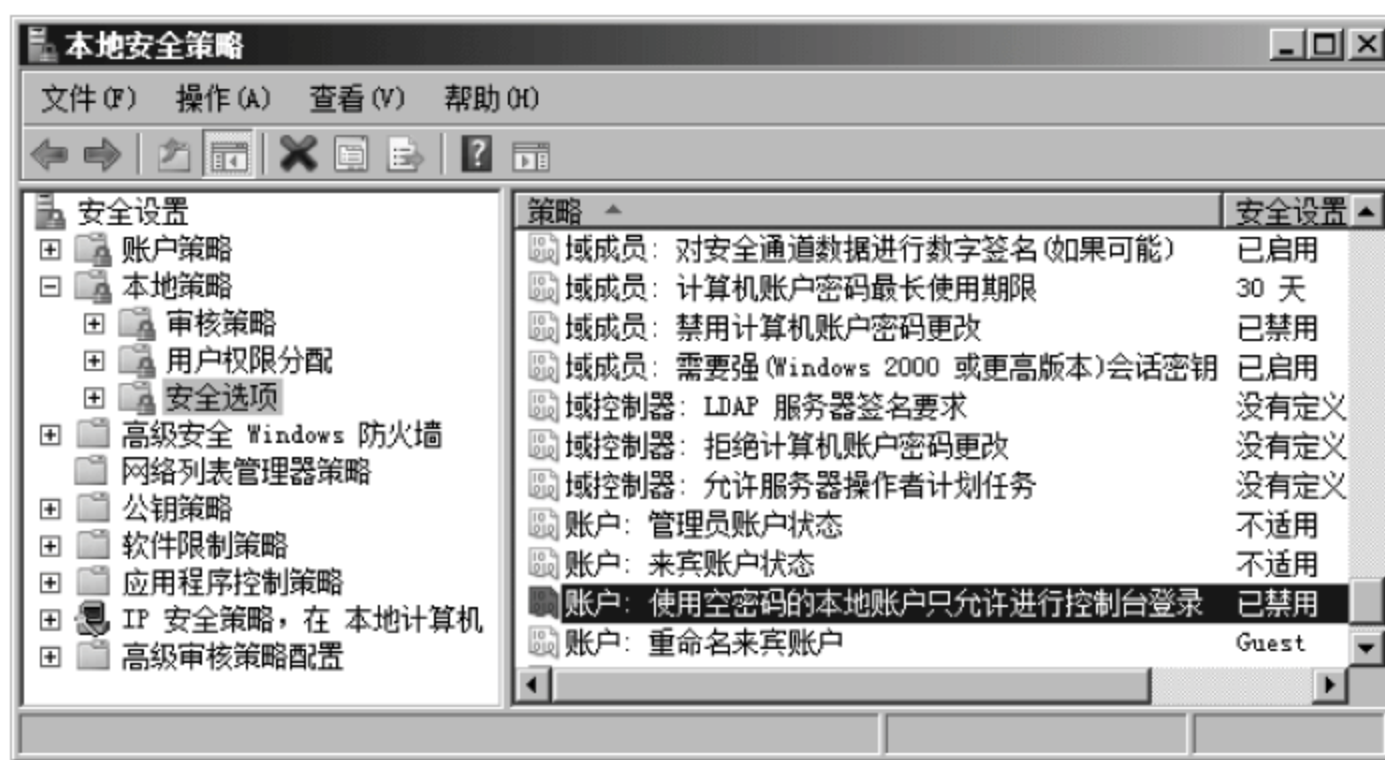 本地安全策略
文件(F) 操作(A) 查看(V) 帮助(H)
安全设置
账户策略
本地策略
审核策略
用户权限分配
安全选项
高级安全 Windows 防火墙
网络列表管理器策略
公钥策略
软件限制策略
应用程序控制策略
IP 安全策略，在 本地计算机
高级审核策略配置
策略 安全设置
域成员: 对安全通道数据进行数字签名(如果可能) 已启用
域成员: 计算机账户密码最长使用期限 30 天
域成员: 禁用计算机账户密码更改 已禁用
域成员: 需要强(Windows 2000 或更高版本)会话密钥 已启用
域控制器: LDAP 服务器签名要求 没有定义
域控制器: 拒绝计算机账户密码更改 没有定义
域控制器: 允许服务器操作者计划任务 没有定义
账户: 管理员账户状态 不适用
账户: 来宾账户状态 不适用
账户: 使用空密码的本地账户只允许进行控制台登录 已禁用
账户: 重命名来宾账户 Guest